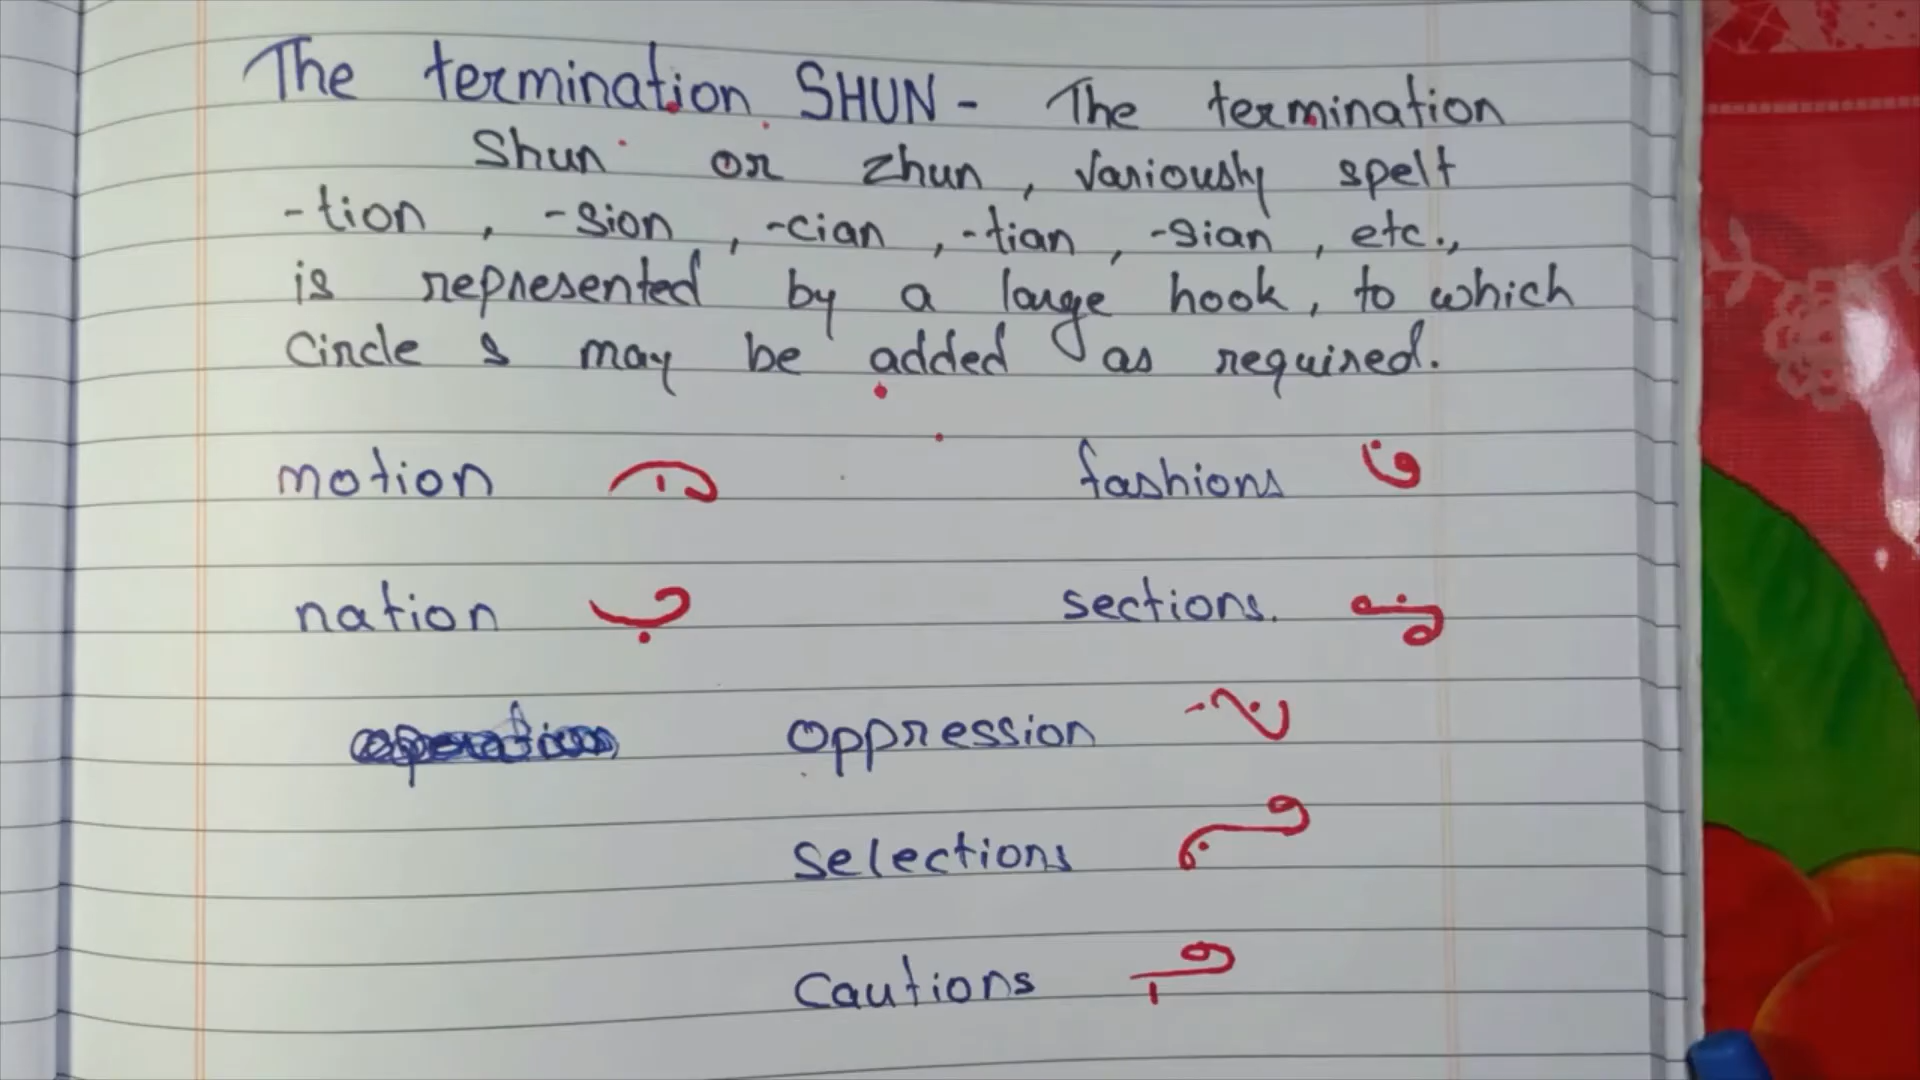 The termination SHUN - The termination
Shun or zhun, variously spelt
-tion, -sion, -cian, -tian, -sian, etc.,
is represented by a large hook, to which
Circle s may be added as required.
motion fashions
nation sections.
oppression
Selections
Cautions